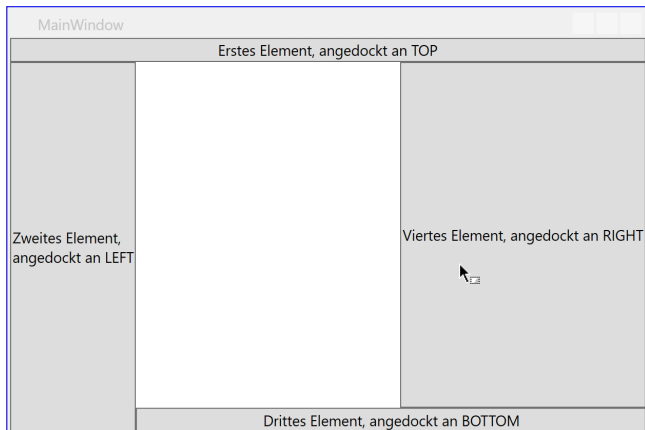 MainWindow
Erstes Element, angedockt an TOP
Zweites Element,
angedockt an LEFT
Viertes Element, angedockt an RIGHT
Drittes Element, angedockt an BOTTOM